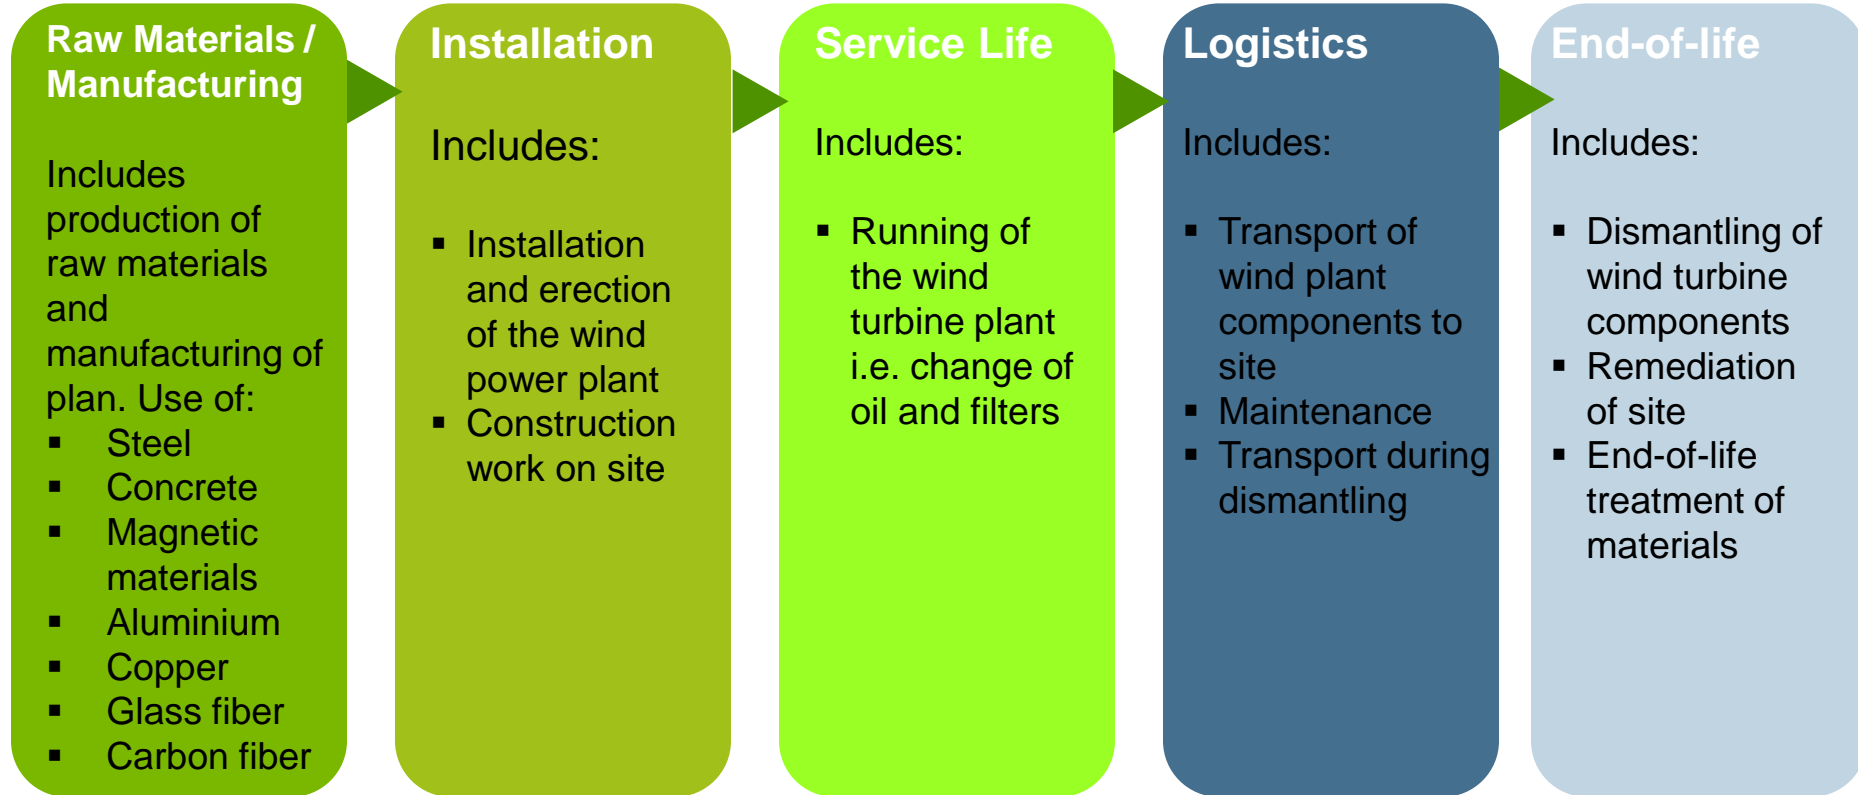 Raw Materials /
Manufacturing
Includes
production of
raw materials
and
manufacturing of
plan. Use of:
▪ Steel
▪ Concrete
▪ Magnetic
materials
▪ Aluminium
▪ Copper
▪ Glass fiber
▪ Carbon fiber
Installation
Includes:
▪ Installation
and erection
of the wind
power plant
▪ Construction
work on site
Service Life
Includes:
▪ Running of
the wind
turbine plant
i.e. change of
oil and filters
Logistics
Includes:
▪ Transport of
wind plant
components to
site
▪ Maintenance
▪ Transport during
dismantling
End-of-life
Includes:
▪ Dismantling of
wind turbine
components
▪ Remediation
of site
▪ End-of-life
treatment of
materials